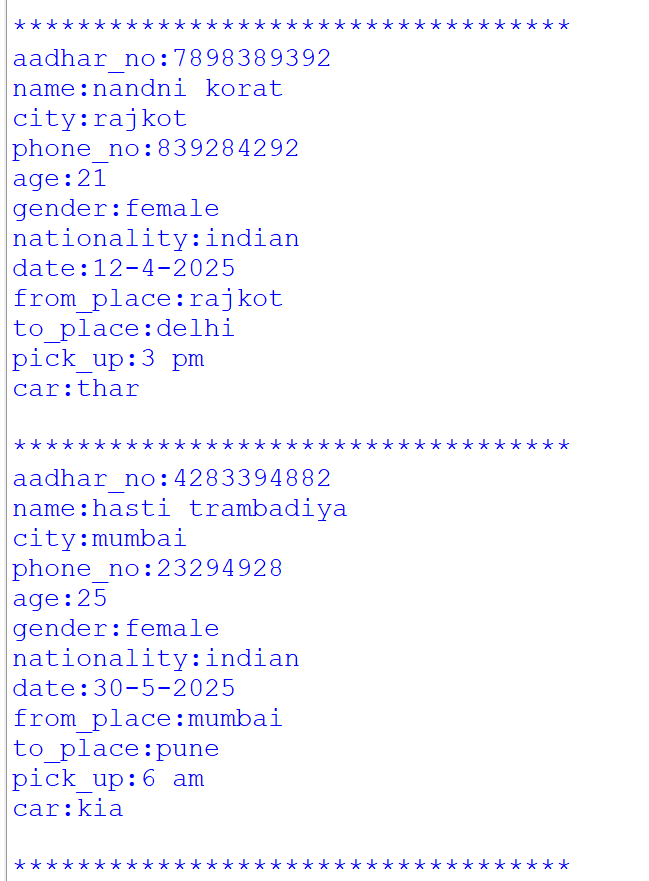 ***********************************
aadhar_no:7898389392
name:nandni korat
city:rajkot
phone_no:839284292
age:21
gender:female
nationality:indian
date:12-4-2025
from_place:rajkot
to_place:delhi
pick_up:3 pm
car:thar
***********************************
aadhar_no:4283394882
name:hasti trambadiya
city:mumbai
phone_no:23294928
age:25
gender:female
nationality:indian
date:30-5-2025
from_place:mumbai
to_place:pune
pick_up:6 am
car:kia
***********************************